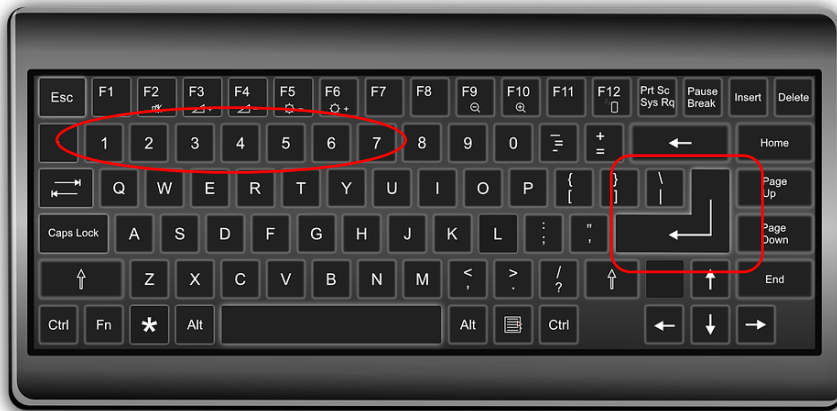 Esc F1 F2 F3 F4 F5 F6 F7 F8 F9 F10 F11 F12 Prt Sc Sys Rq Pause Break Insert Delete
1 2 3 4 5 6 7 8 9 0 - = + = ← Home
Q W E R T Y U I O P { [ } ] \ | Page Up
Caps Lock A S D F G H J K L : ; " , Page Down
Z X C V B N M < , > . / ? End
Ctrl Fn * Alt Alt Ctrl ← ↓ →